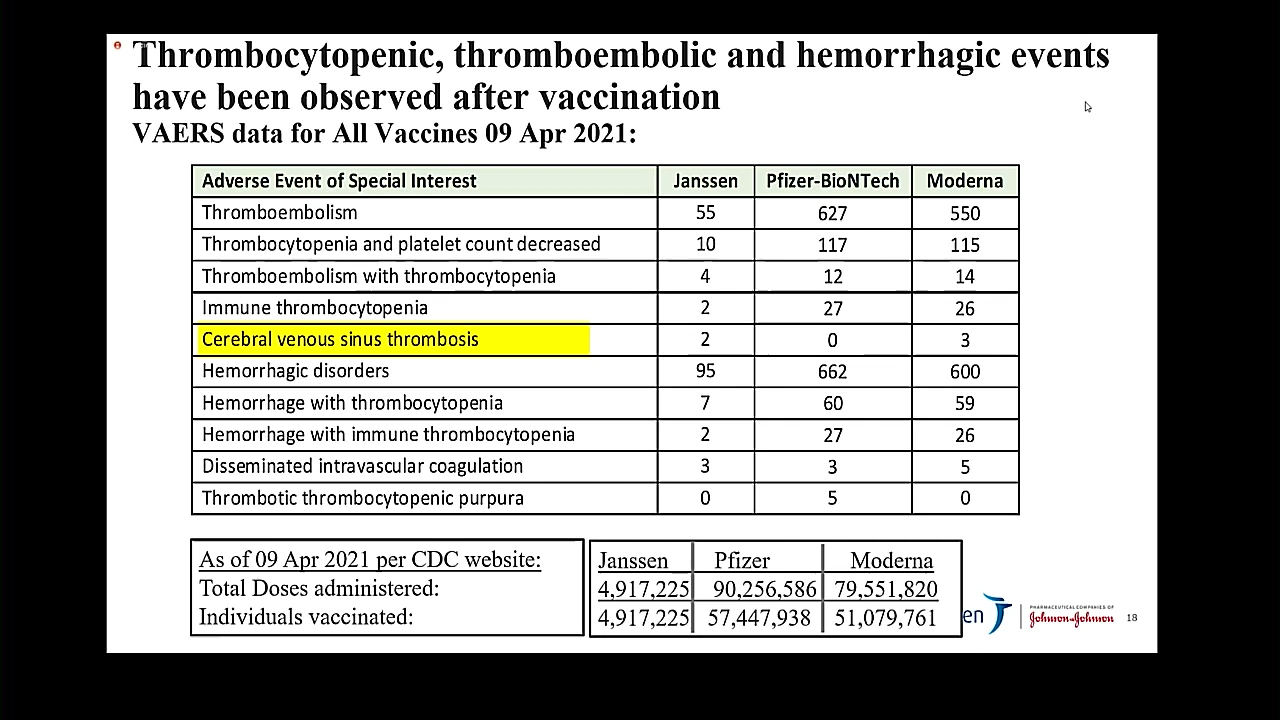 Thrombocytopenic, thromboembolic and hemorrhagic events
have been observed after vaccination
VAERS data for All Vaccines 09 Apr 2021:
Adverse Event of Special Interest Janssen Pfizer-BioNTech Moderna
Thromboembolism 55 627 550
Thrombocytopenia and platelet count decreased 10 117 115
Thromboembolism with thrombocytopenia 4 12 14
Immune thrombocytopenia 2 27 26
Cerebral venous sinus thrombosis 2 0 3
Hemorrhagic disorders 95 662 600
Hemorrhage with thrombocytopenia 7 60 59
Hemorrhage with immune thrombocytopenia 2 27 26
Disseminated intravascular coagulation 3 3 5
Thrombotic thrombocytopenic purpura 0 5 0
As of 09 Apr 2021 per CDC website: Janssen Pfizer Moderna
Total Doses administered: 4,917,225 90,256,586 79,551,820
Individuals vaccinated: 4,917,225 57,447,938 51,079,761
en
PHARMACEUTICAL COMPANIES OF
Johnson & Johnson
18